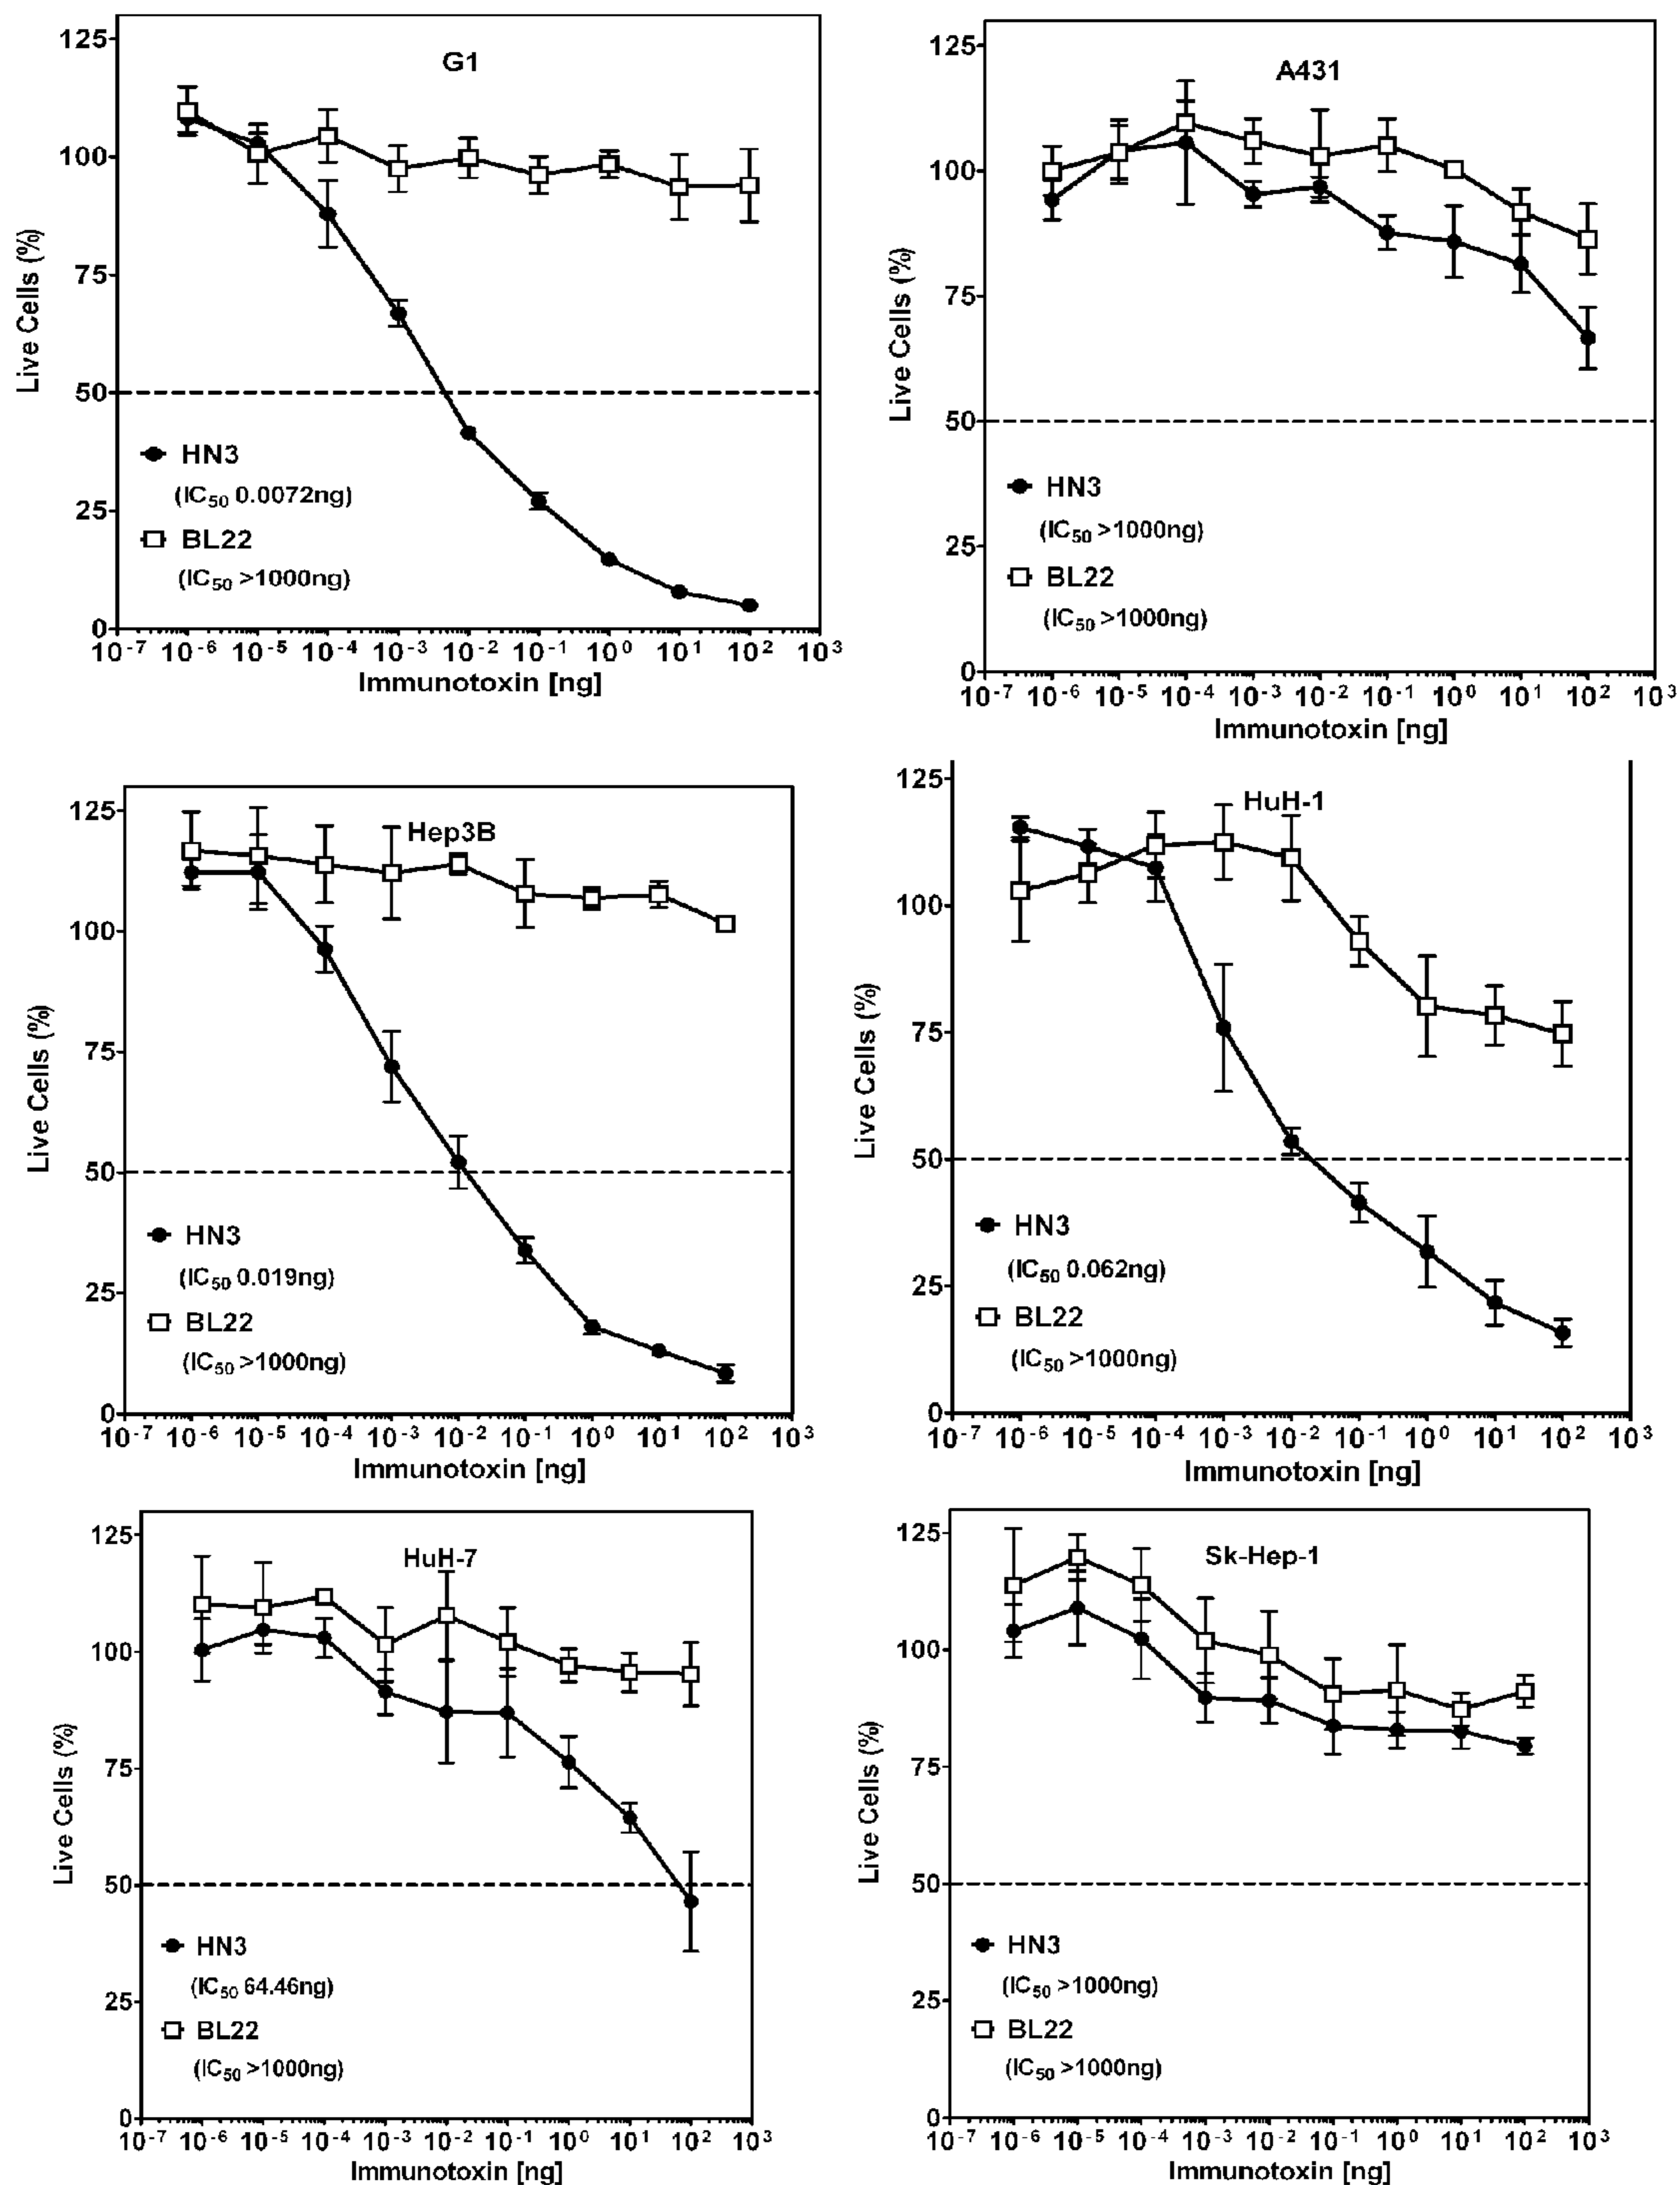 G1
125
100
75
50
25
0
Live Cells (%)
HN3
(IC50 0.0072ng)
BL22
(IC50 >1000ng)
10-7 10-6 10-5 10-4 10-3 10-2 10-1 100 101 102 103
Immunotoxin [ng]
A431
125
100
75
50
25
0
Live Cells (%)
HN3
(IC50 >1000ng)
BL22
(IC50 >1000ng)
10-7 10-6 10-5 10-4 10-3 10-2 10-1 100 101 102 103
Immunotoxin [ng]
Hep3B
125
100
75
50
25
0
Live Cells (%)
HN3
(IC50 0.019ng)
BL22
(IC50 >1000ng)
10-7 10-6 10-5 10-4 10-3 10-2 10-1 100 101 102 103
Immunotoxin [ng]
HuH-1
125
100
75
50
25
0
Live Cells (%)
HN3
(IC50 0.062ng)
BL22
(IC50 >1000ng)
10-7 10-6 10-5 10-4 10-3 10-2 10-1 100 101 102 103
Immunotoxin [ng]
HuH-7
125
100
75
50
25
0
Live Cells (%)
HN3
(IC50 64.46ng)
BL22
(IC50 >1000ng)
10-7 10-6 10-5 10-4 10-3 10-2 10-1 100 101 102 103
Immunotoxin [ng]
Sk-Hep-1
125
100
75
50
25
0
Live Cells (%)
HN3
(IC50 >1000ng)
BL22
(IC50 >1000ng)
10-7 10-6 10-5 10-4 10-3 10-2 10-1 100 101 102 103
Immunotoxin [ng]